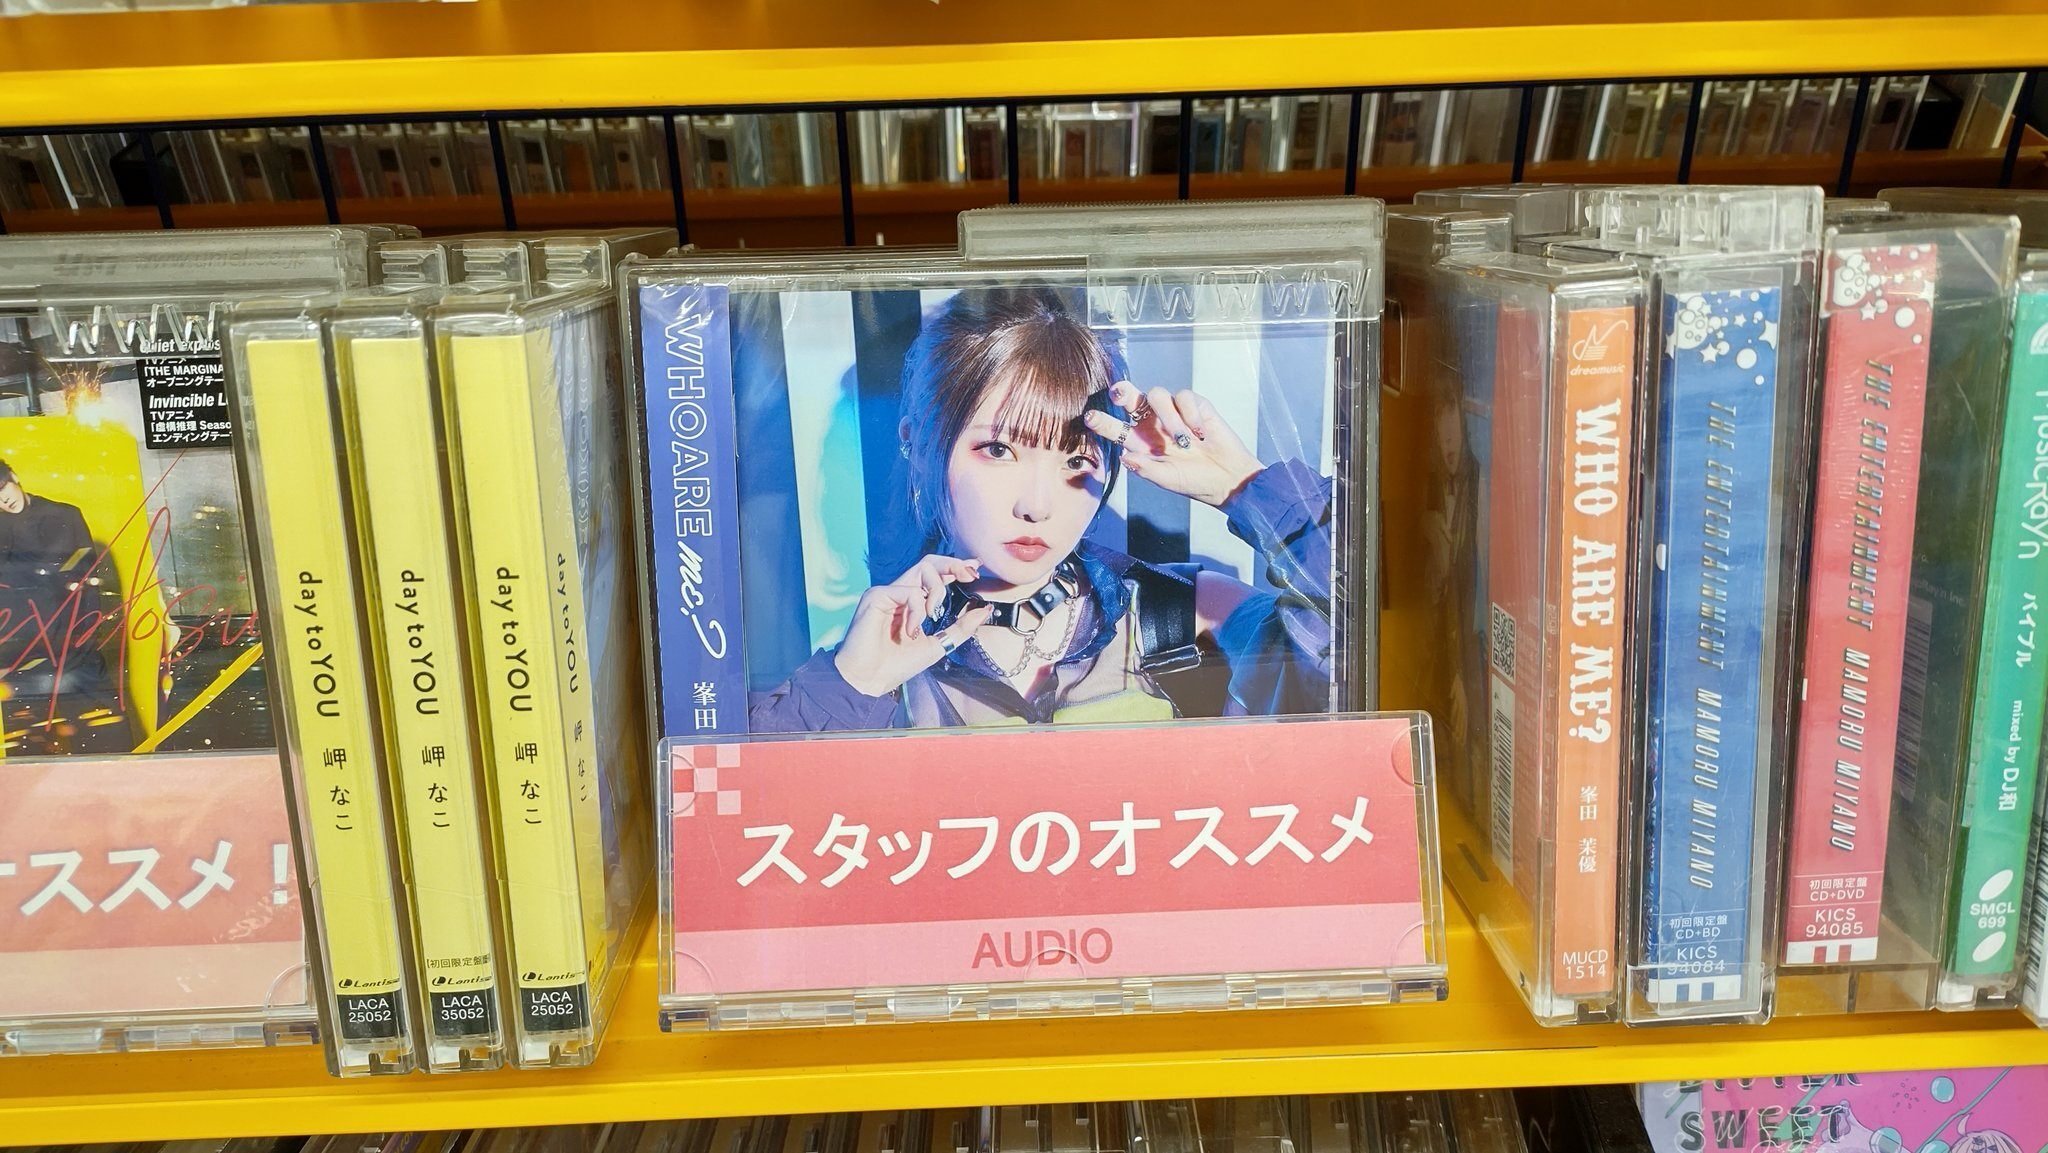 TVアニメ
オープニングテー
Invincible L
TVアニメ
「虚構推理 Seaso
エンディングテー
オススメ!
day to YOU 岬 なこ
Lantis
LACA
25052
day to YOU 岬 なこ
初回限定盤
Lantis
LACA
35052
day to YOU 岬 なこ
Lantis
LACA
25052
day to YOU 岬 なこ
WHO ARE me?
峯田
スタッフのオススメ
AUDIO
dreamusic
WHO ARE ME?
峯田 茉優
MUCD
1514
THE ENTERTAINMENT MAMORU MIYANO
初回限定盤
CD+BD
KICS
94084
THE ENTERTAINMENT MAMORU MIYANO
初回限定盤
CD+DVD
KICS
94085
バイブル mixed by DJ和
SMCL
699
SWEET